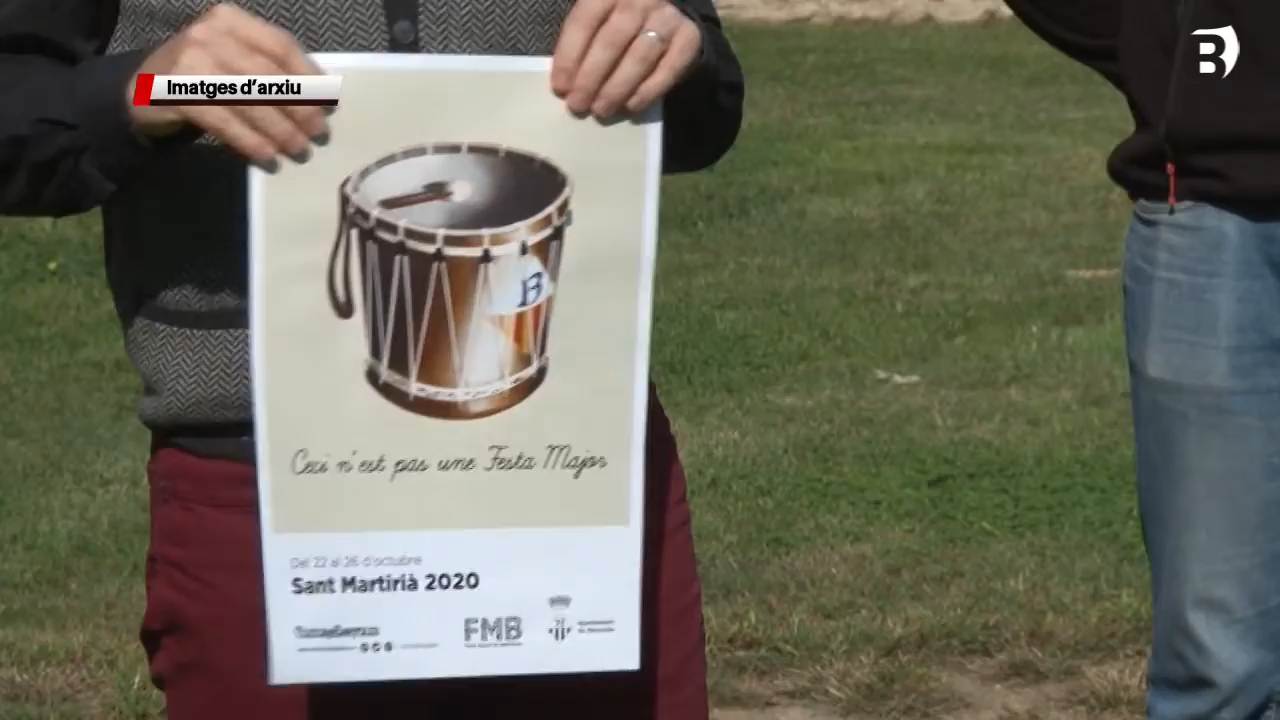 Imatges d'arxiu
B
B
Ceci n'est pas une Festa Major
Del 22 al 26 d'octubre
Sant Martirià 2020
FMB